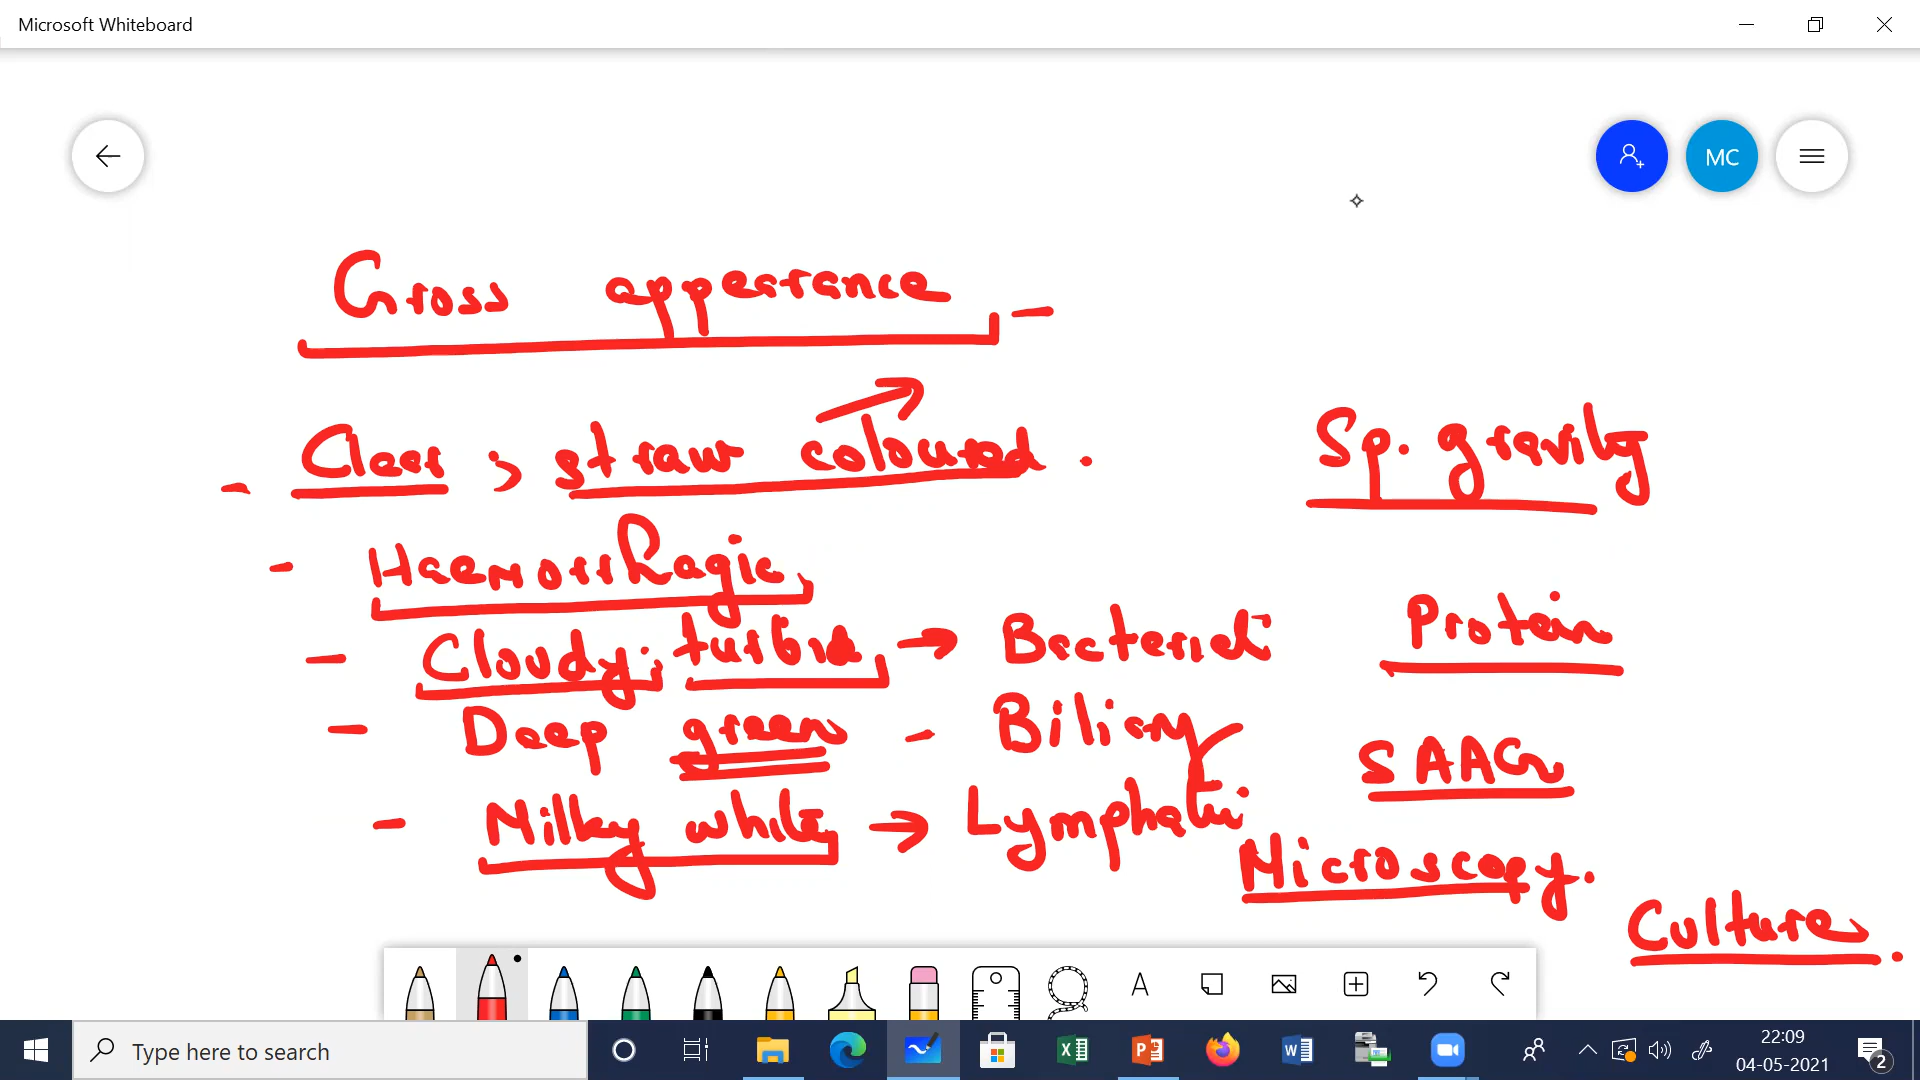 Microsoft Whiteboard
MC
Gross appearance -
- Clear ; straw coloured .
- Haemorrhagic,
- Cloudy; turbid, → Bacterial
- Deep green - Biliary
- Milky white → Lymphatic
Sp. gravity
Protein
SAAG
Microscopy.
Culture.
A
Type here to search
22:09
04-05-2021
2